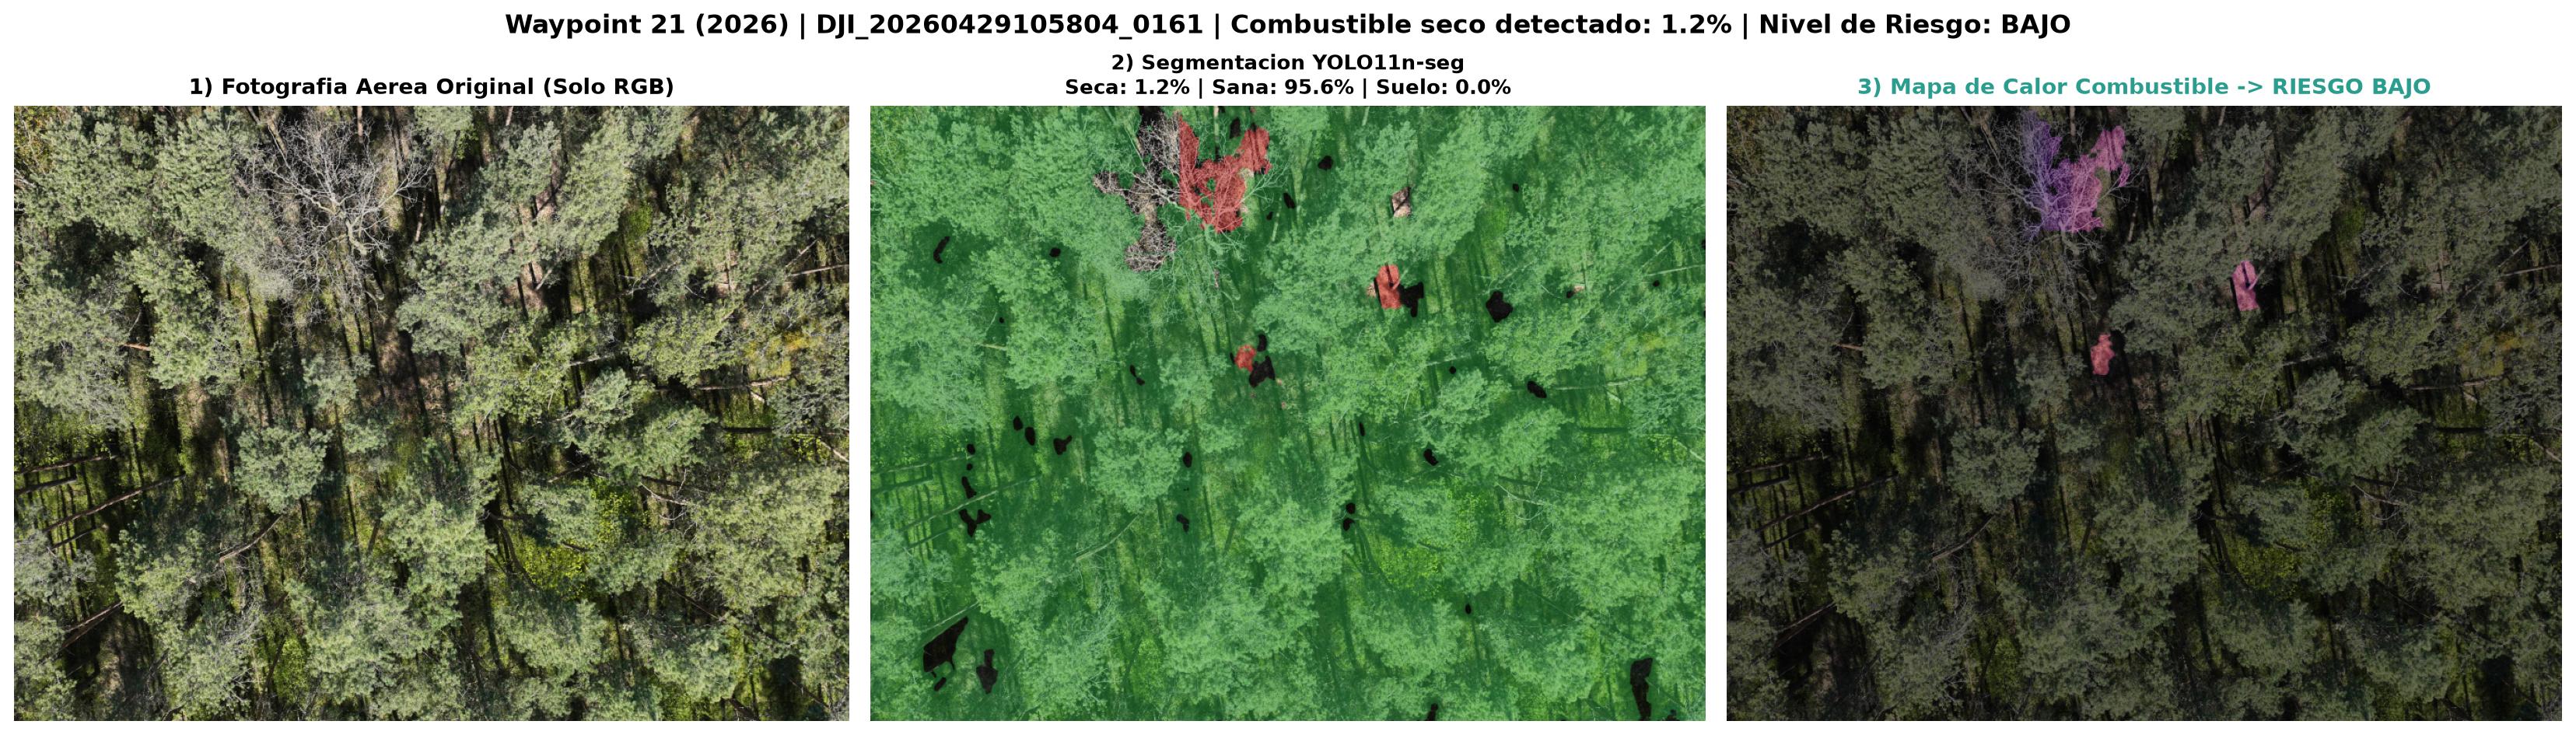 Waypoint 21 (2026) | DJI_20260429105804_0161 | Combustible seco detectado: 1.2% | Nivel de Riesgo: BAJO
1) Fotografia Aerea Original (Solo RGB)
2) Segmentacion YOLO11n-seg
Seca: 1.2% | Sana: 95.6% | Suelo: 0.0%
3) Mapa de Calor Combustible -> RIESGO BAJO